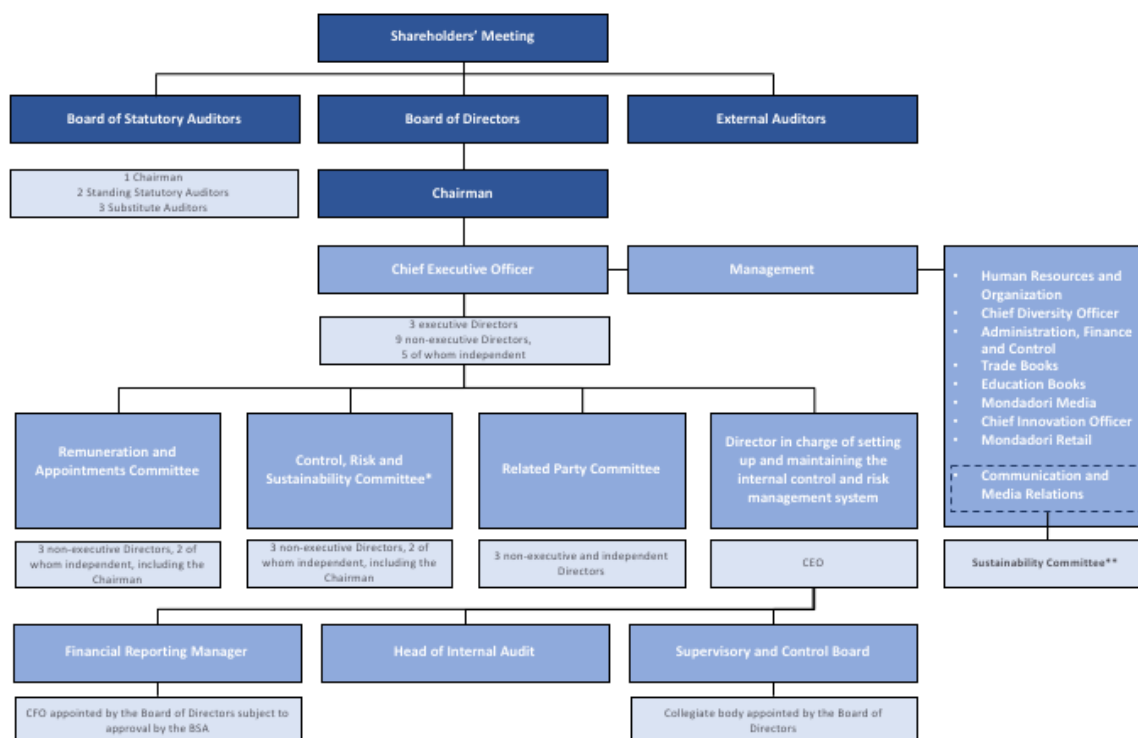 Shareholders' Meeting
Board of Statutory Auditors
Board of Directors
External Auditors
1 Chairman
2 Standing Statutory Auditors
3 Substitute Auditors
Chairman
Chief Executive Officer
Management
• Human Resources and
Organization
• Chief Diversity Officer
• Administration, Finance
and Control
• Trade Books
• Education Books
• Mondadori Media
• Chief Innovation Officer
• Mondadori Retail
• Communication and
Media Relations
3 executive Directors
9 non-executive Directors,
5 of whom independent
Remuneration and
Appointments Committee
Control, Risk and
Sustainability Committee*
Related Party Committee
Director in charge of setting
up and maintaining the
internal control and risk
management system
3 non-executive Directors, 2 of
whom independent, including the
Chairman
3 non-executive Directors, 2 of
whom independent, including the
Chairman
3 non-executive and independent
Directors
CEO
Sustainability Committee**
Financial Reporting Manager
Head of Internal Audit
Supervisory and Control Board
CFO appointed by the Board of Directors subject to
approval by the BSA
Collegiate body appointed by the Board of
Directors